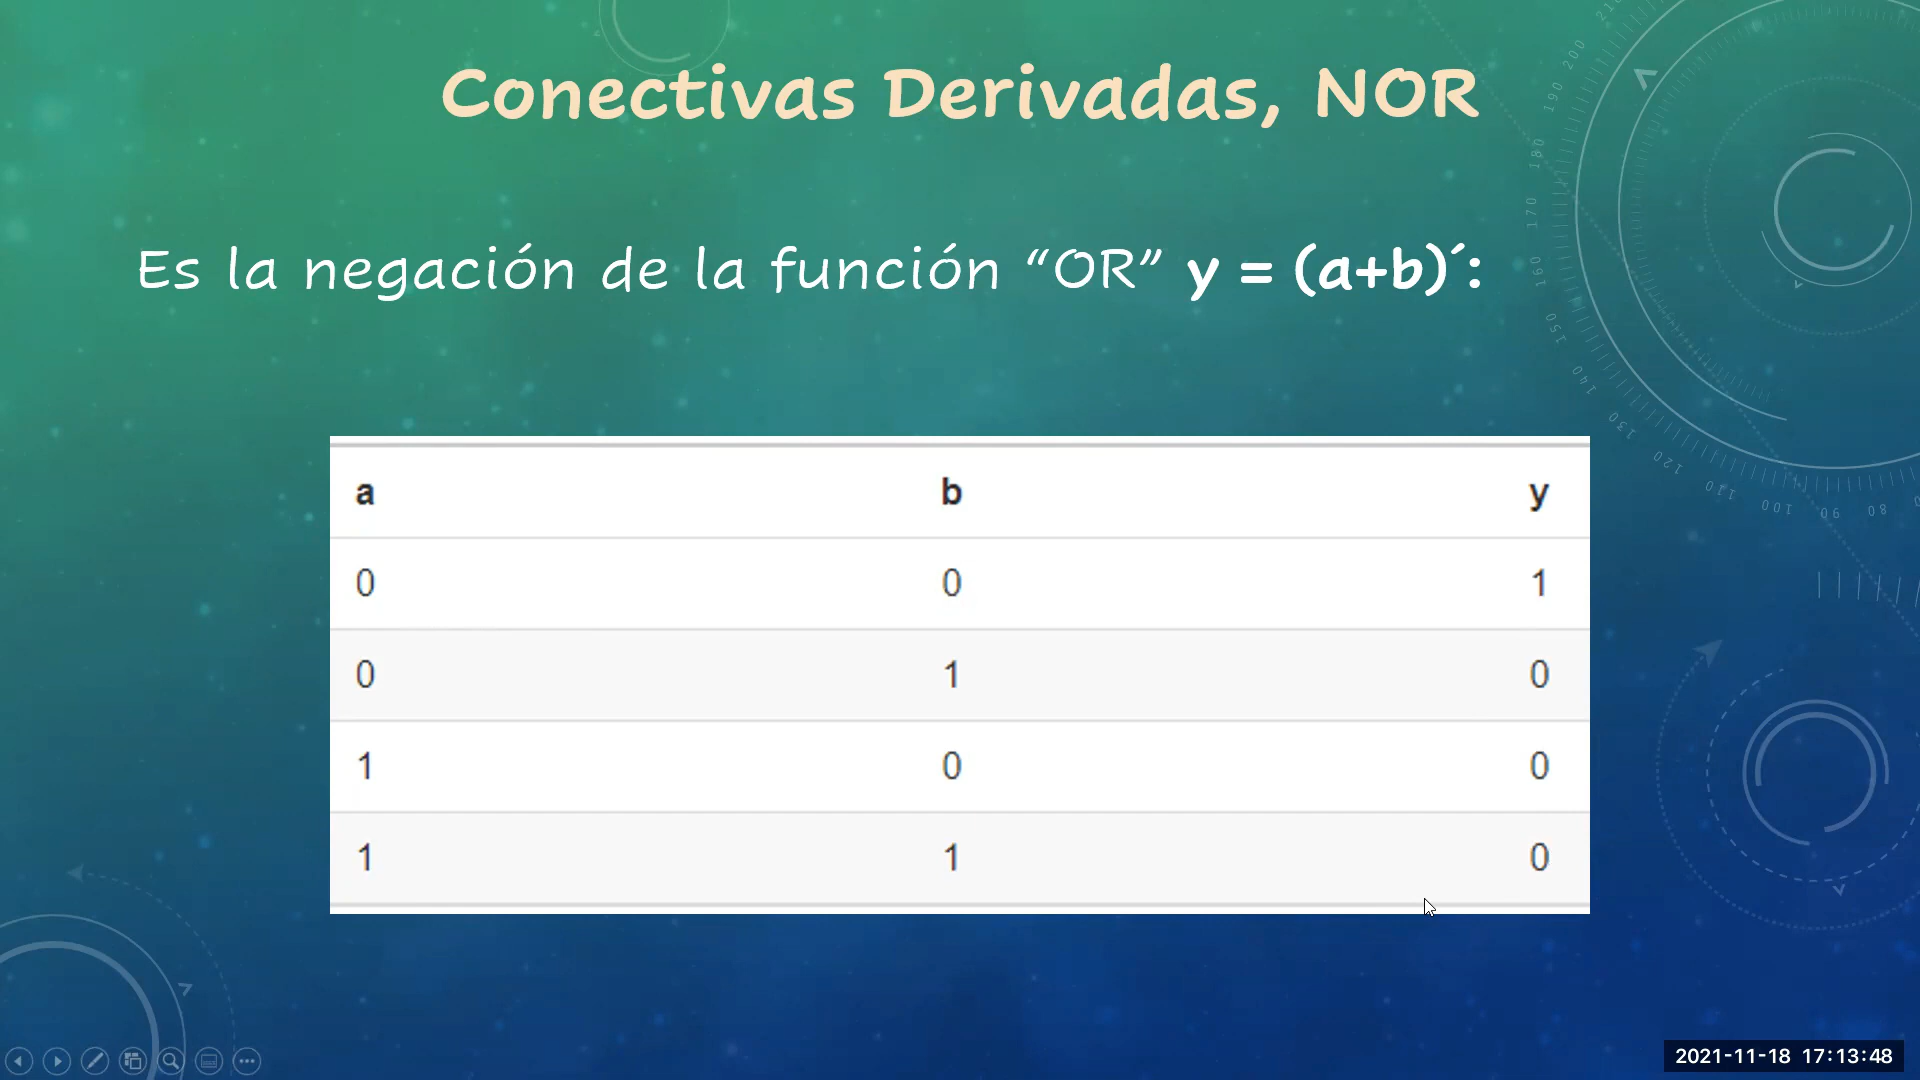 Conectivas Derivadas, NOR
Es la negación de la función “OR” y = (a+b)´:
a b y
0 0 1
0 1 0
1 0 0
1 1 0
2021-11-18 17:13:48